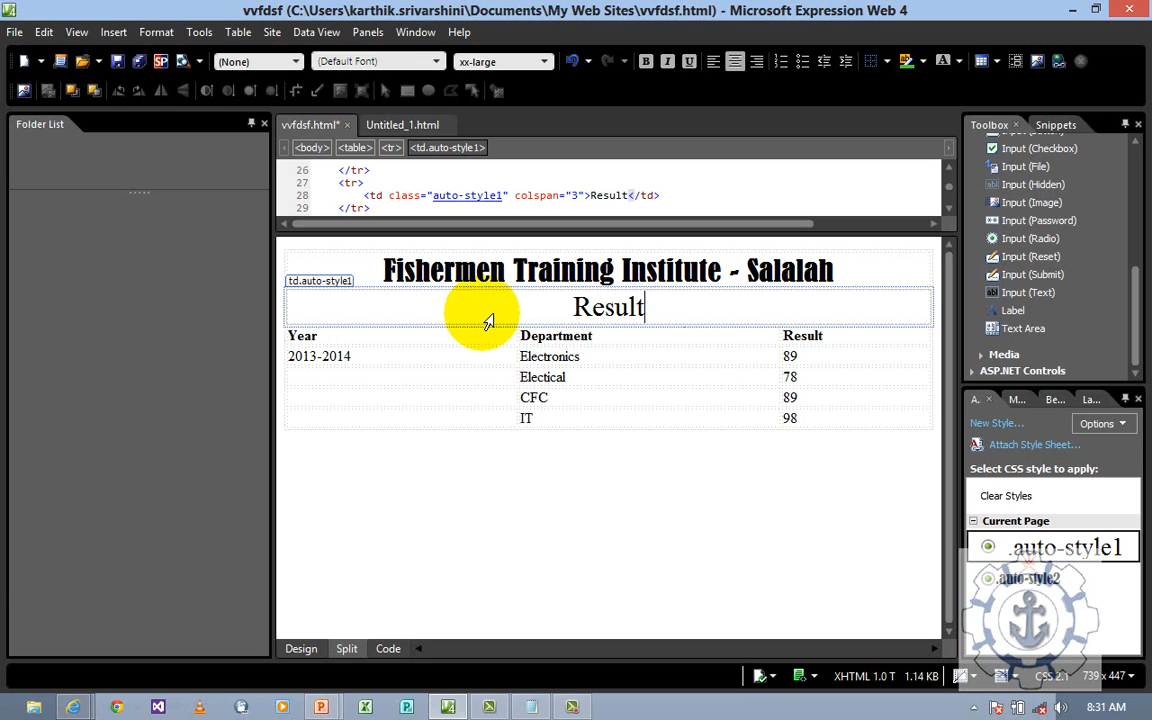 vvfdsf (C:\Users\karthik.srivarshini\Documents\My Web Sites\vvfdsf.html) - Microsoft Expression Web 4
File Edit View Insert Format Tools Table Site Data View Panels Window Help
(None) (Default Font) xx-large
Folder List
vvfdsf.html* Untitled_1.html
<body> <table> <tr> <td.auto-style1>
26 </tr>
27 <tr>
28 <td class="auto-style1" colspan="3">Result</td>
29 </tr>
Fishermen Training Institute - Salalah
td.auto-style1
Result
Year Department Result
2013-2014 Electronics 89
Electical 78
CFC 89
IT 98
Design Split Code
Toolbox Snippets
Input (Button)
Input (Checkbox)
Input (File)
Input (Hidden)
Input (Image)
Input (Password)
Input (Radio)
Input (Reset)
Input (Submit)
Input (Text)
Label
Text Area
Media
ASP.NET Controls
A. M... Be... La...
New Style... Options
Attach Style Sheet...
Select CSS style to apply:
Clear Styles
Current Page
.auto-style1
.auto-style2
XHTML 1.0 T 1.14 KB CSS 2.1 739 x 447
8:31 AM